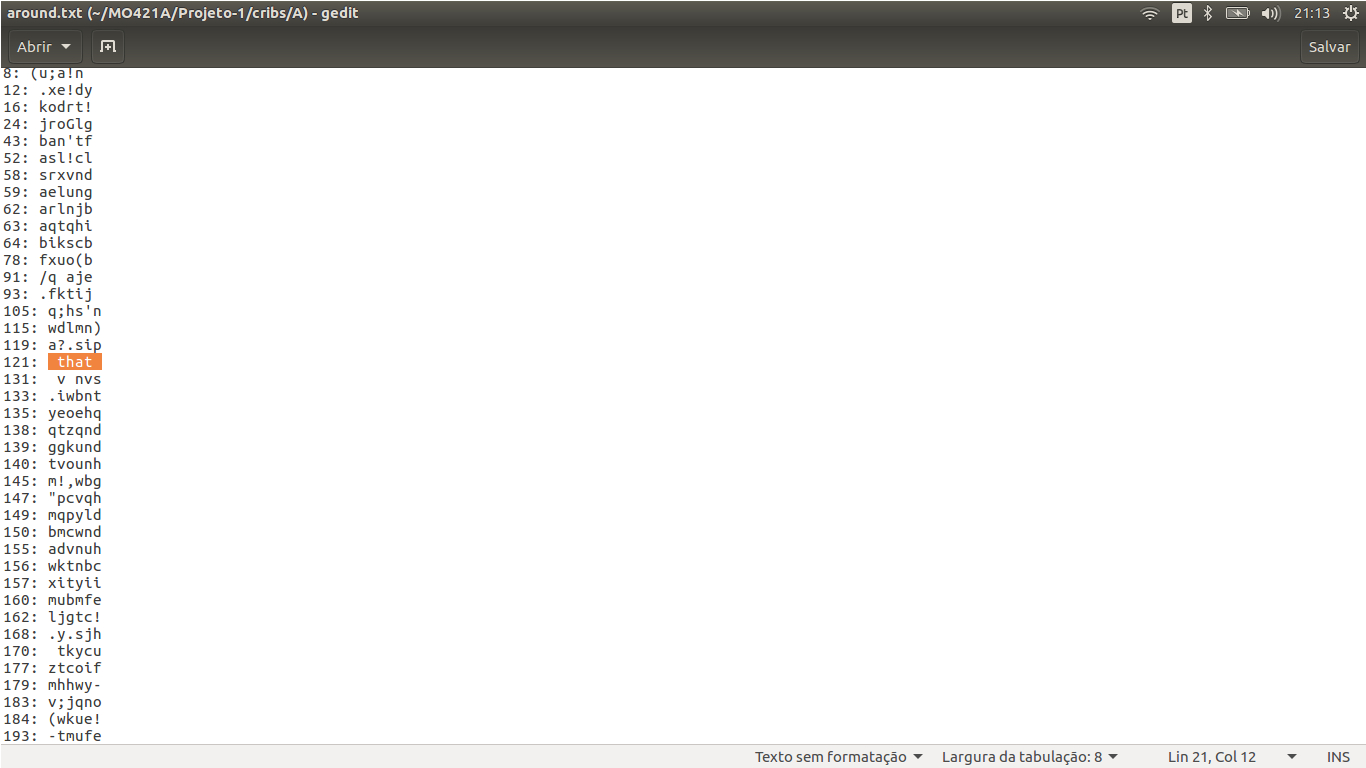 around.txt (~/MO421A/Projeto-1/cribs/A) - gedit
Pt 21:13
Abrir Salvar
8: (u;a!n
12: .xe!dy
16: kodrt!
24: jroGlg
43: ban'tf
52: asl!cl
58: srxvnd
59: aelung
62: arlnjb
63: aqtqhi
64: bikscb
78: fxuo(b
91: /q aje
93: .fktij
105: q;hs'n
115: wdlmn)
119: a?.sip
121:  that 
131:  v nvs
133: .iwbnt
135: yeoehq
138: qtzqnd
139: ggkund
140: tvounh
145: m!,wbg
147: "pcvqh
149: mqpyld
150: bmcwnd
155: advnuh
156: wktnbc
157: xityii
160: mubmfe
162: ljgtc!
168: .y.sjh
170:  tkycu
177: ztcoif
179: mhhwy-
183: v;jqno
184: (wkue!
193: -tmufe
Texto sem formatação Largura da tabulação: 8 Lin 21, Col 12 INS